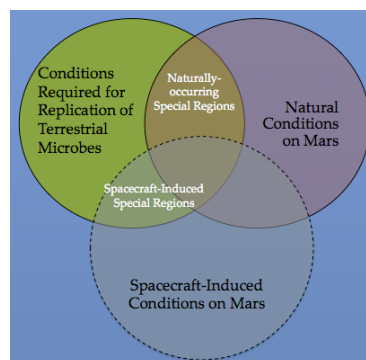 Conditions
Required for
Replication of
Terrestrial
Microbes
Naturally-
occurring
Special Regions
Natural
Conditions
on Mars
Spacecraft-Induced
Special Regions
Spacecraft-Induced
Conditions on Mars